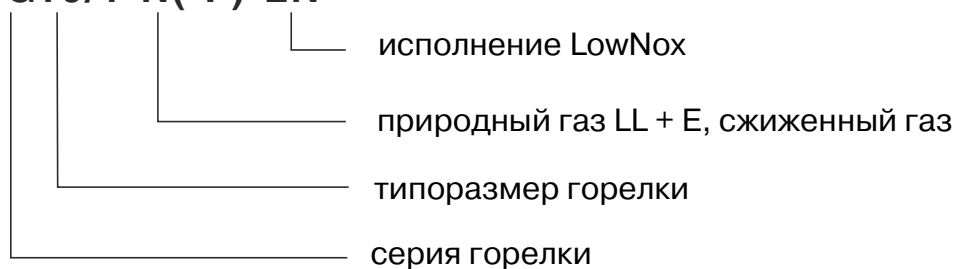 исполнение LowNox
природный газ LL + E, сжиженный газ
типоразмер горелки
серия горелки